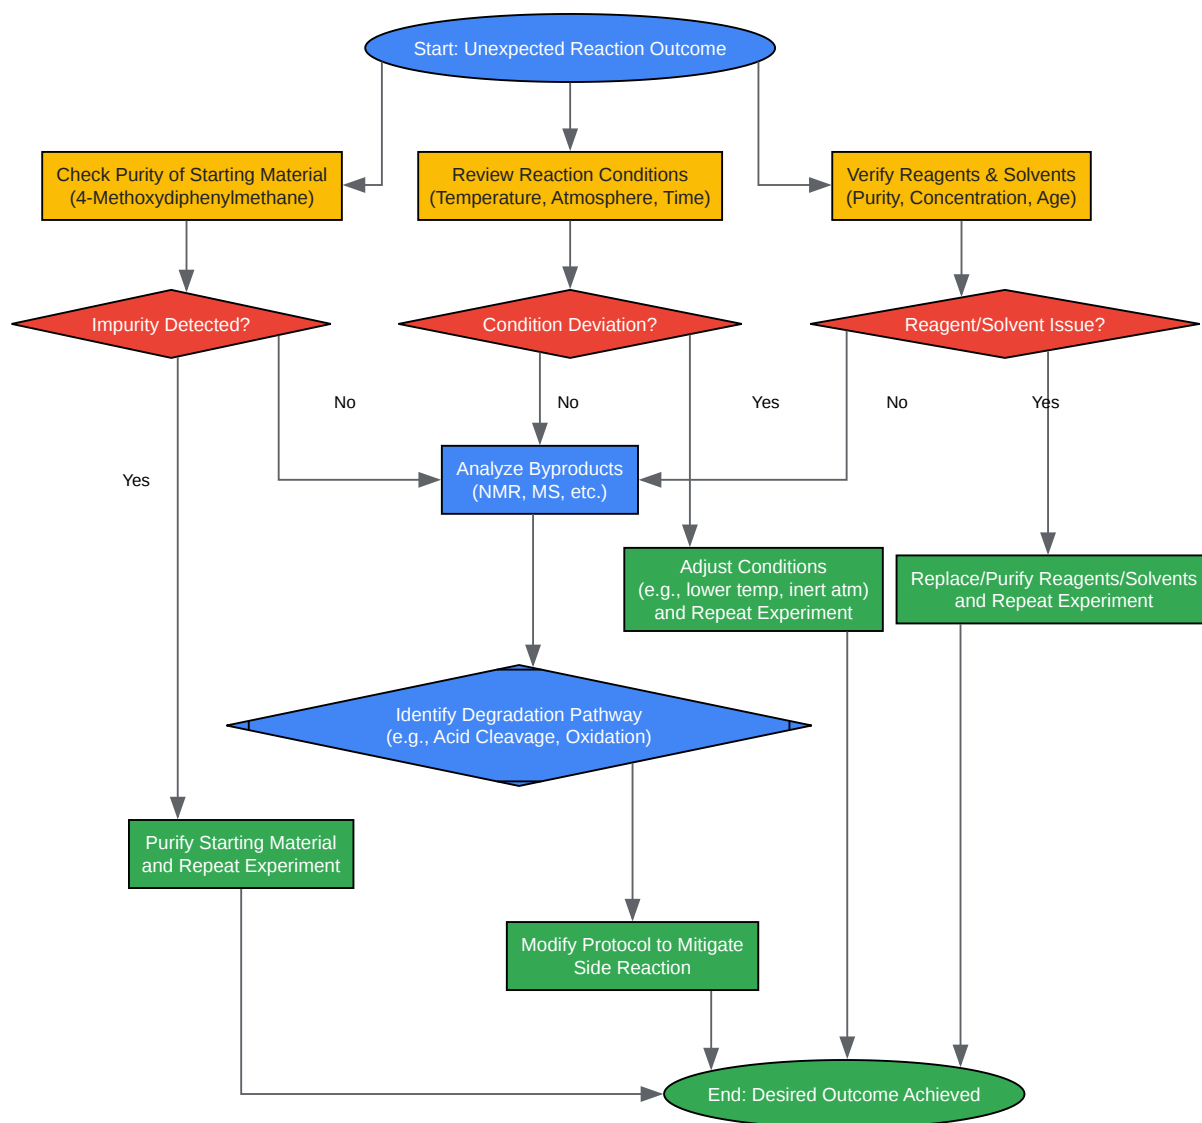 Start: Unexpected Reaction Outcome
Check Purity of Starting Material
(4-Methoxydiphenylmethane)
Review Reaction Conditions
(Temperature, Atmosphere, Time)
Verify Reagents & Solvents
(Purity, Concentration, Age)
Impurity Detected?
Condition Deviation?
Reagent/Solvent Issue?
No
No
Yes
No
Yes
Yes
Analyze Byproducts
(NMR, MS, etc.)
Adjust Conditions
(e.g., lower temp, inert atm)
and Repeat Experiment
Replace/Purify Reagents/Solvents
and Repeat Experiment
Identify Degradation Pathway
(e.g., Acid Cleavage, Oxidation)
Purify Starting Material
and Repeat Experiment
Modify Protocol to Mitigate
Side Reaction
End: Desired Outcome Achieved